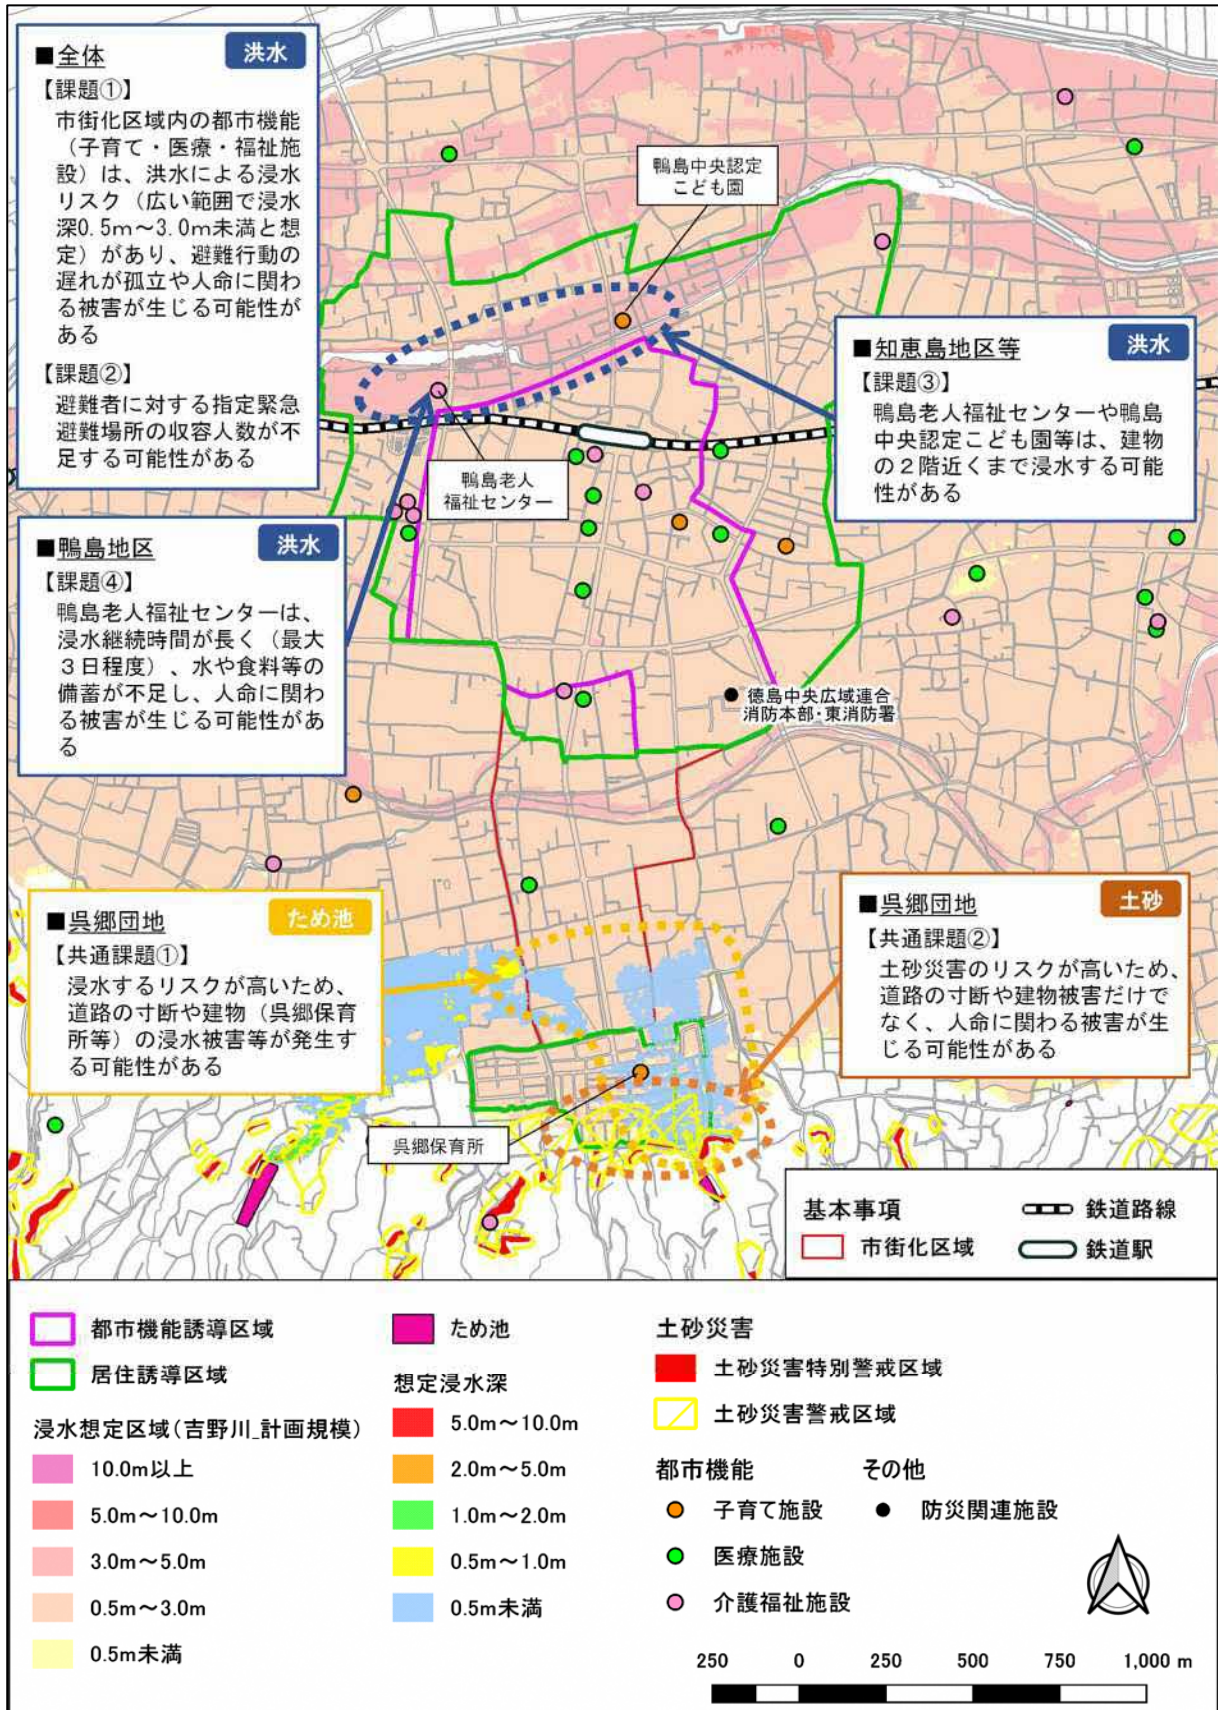 ■全体
洪水
【課題①】
市街化区域内の都市機能
（子育て・医療・福祉施
設）は、洪水による浸水
リスク（広い範囲で浸水
深0.5m～3.0m未満と想
定）があり、避難行動の
遅れが孤立や人命に関わ
る被害が生じる可能性が
ある
【課題②】
避難者に対する指定緊急
避難場所の収容人数が不
足する可能性がある
鴨島中央認定
こども園
■知恵島地区等
洪水
【課題③】
鴨島老人福祉センターや鴨島
中央認定こども園等は、建物
の２階近くまで浸水する可能
性がある
鴨島老人
福祉センター
■鴨島地区
洪水
【課題④】
鴨島老人福祉センターは、
浸水継続時間が長く（最大
３日程度）、水や食料等の
備蓄が不足し、人命に関わ
る被害が生じる可能性があ
る
徳島中央広域連合
消防本部・東消防署
■呉郷団地
ため池
【共通課題①】
浸水するリスクが高いため、
道路の寸断や建物（呉郷保育
所等）の浸水被害等が発生す
る可能性がある
■呉郷団地
土砂
【共通課題②】
土砂災害のリスクが高いため、
道路の寸断や建物被害だけで
なく、人命に関わる被害が生
じる可能性がある
呉郷保育所
基本事項
市街化区域
鉄道路線
鉄道駅
都市機能誘導区域
居住誘導区域
浸水想定区域(吉野川_計画規模)
10.0m以上
5.0m～10.0m
3.0m～5.0m
0.5m～3.0m
0.5m未満
ため池
想定浸水深
5.0m～10.0m
2.0m～5.0m
1.0m～2.0m
0.5m～1.0m
0.5m未満
土砂災害
土砂災害特別警戒区域
土砂災害警戒区域
都市機能
子育て施設
医療施設
介護福祉施設
その他
防災関連施設
250 0 250 500 750 1,000 m